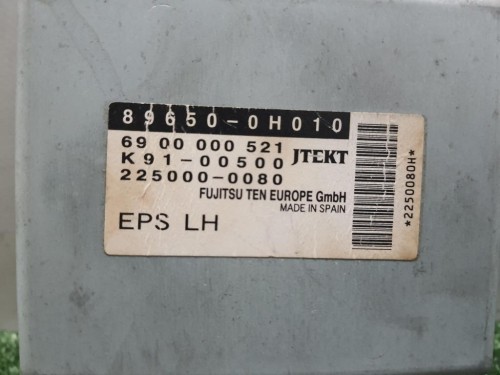 89650-0H010
69 00 000 521
K91-00500 JTEKT
225000-0080
FUJITSU TEN EUROPE GmbH
MADE IN SPAIN
EPS LH
*2250080H*